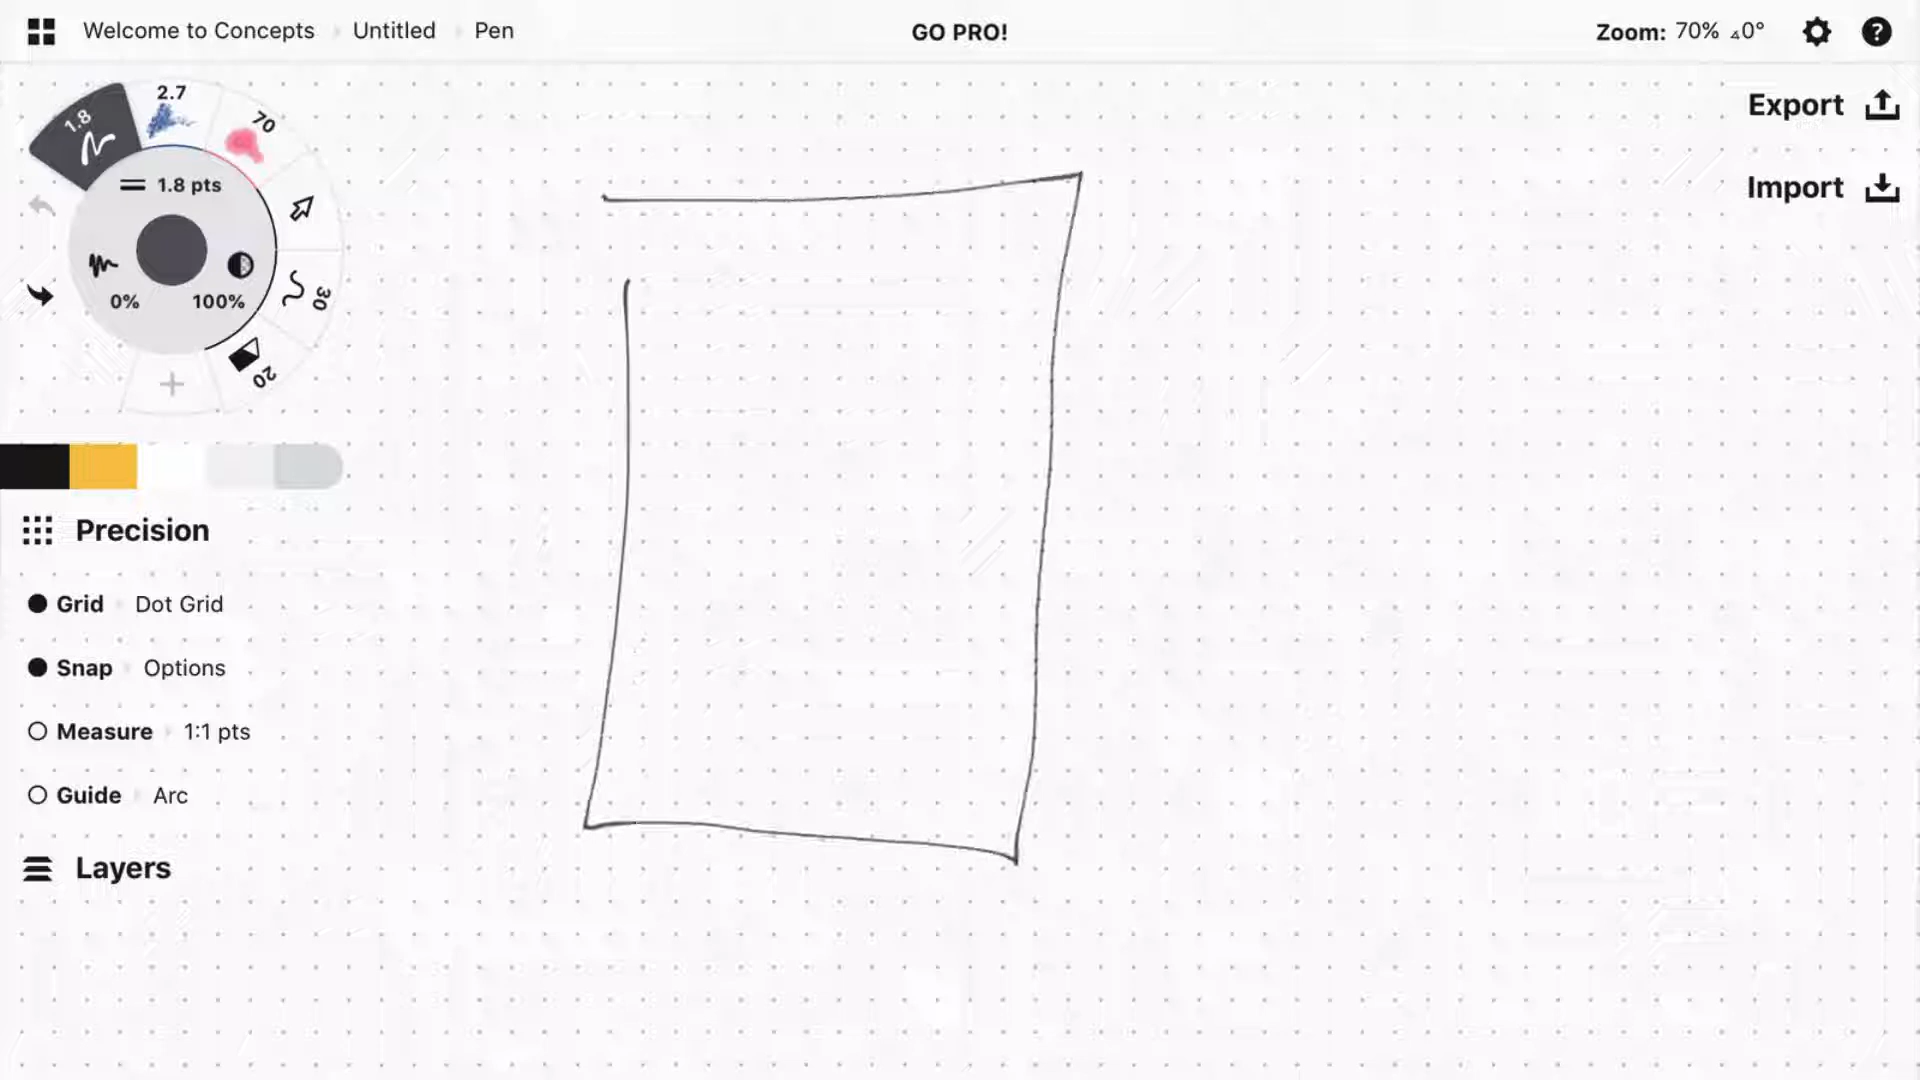 Welcome to Concepts Untitled Pen
GO PRO!
Zoom: 70% ⊿0°
Export
Import
1.8
2.7
70
30
20
1.8 pts
0%
100%
Precision
Grid Dot Grid
Snap Options
Measure 1:1 pts
Guide Arc
Layers